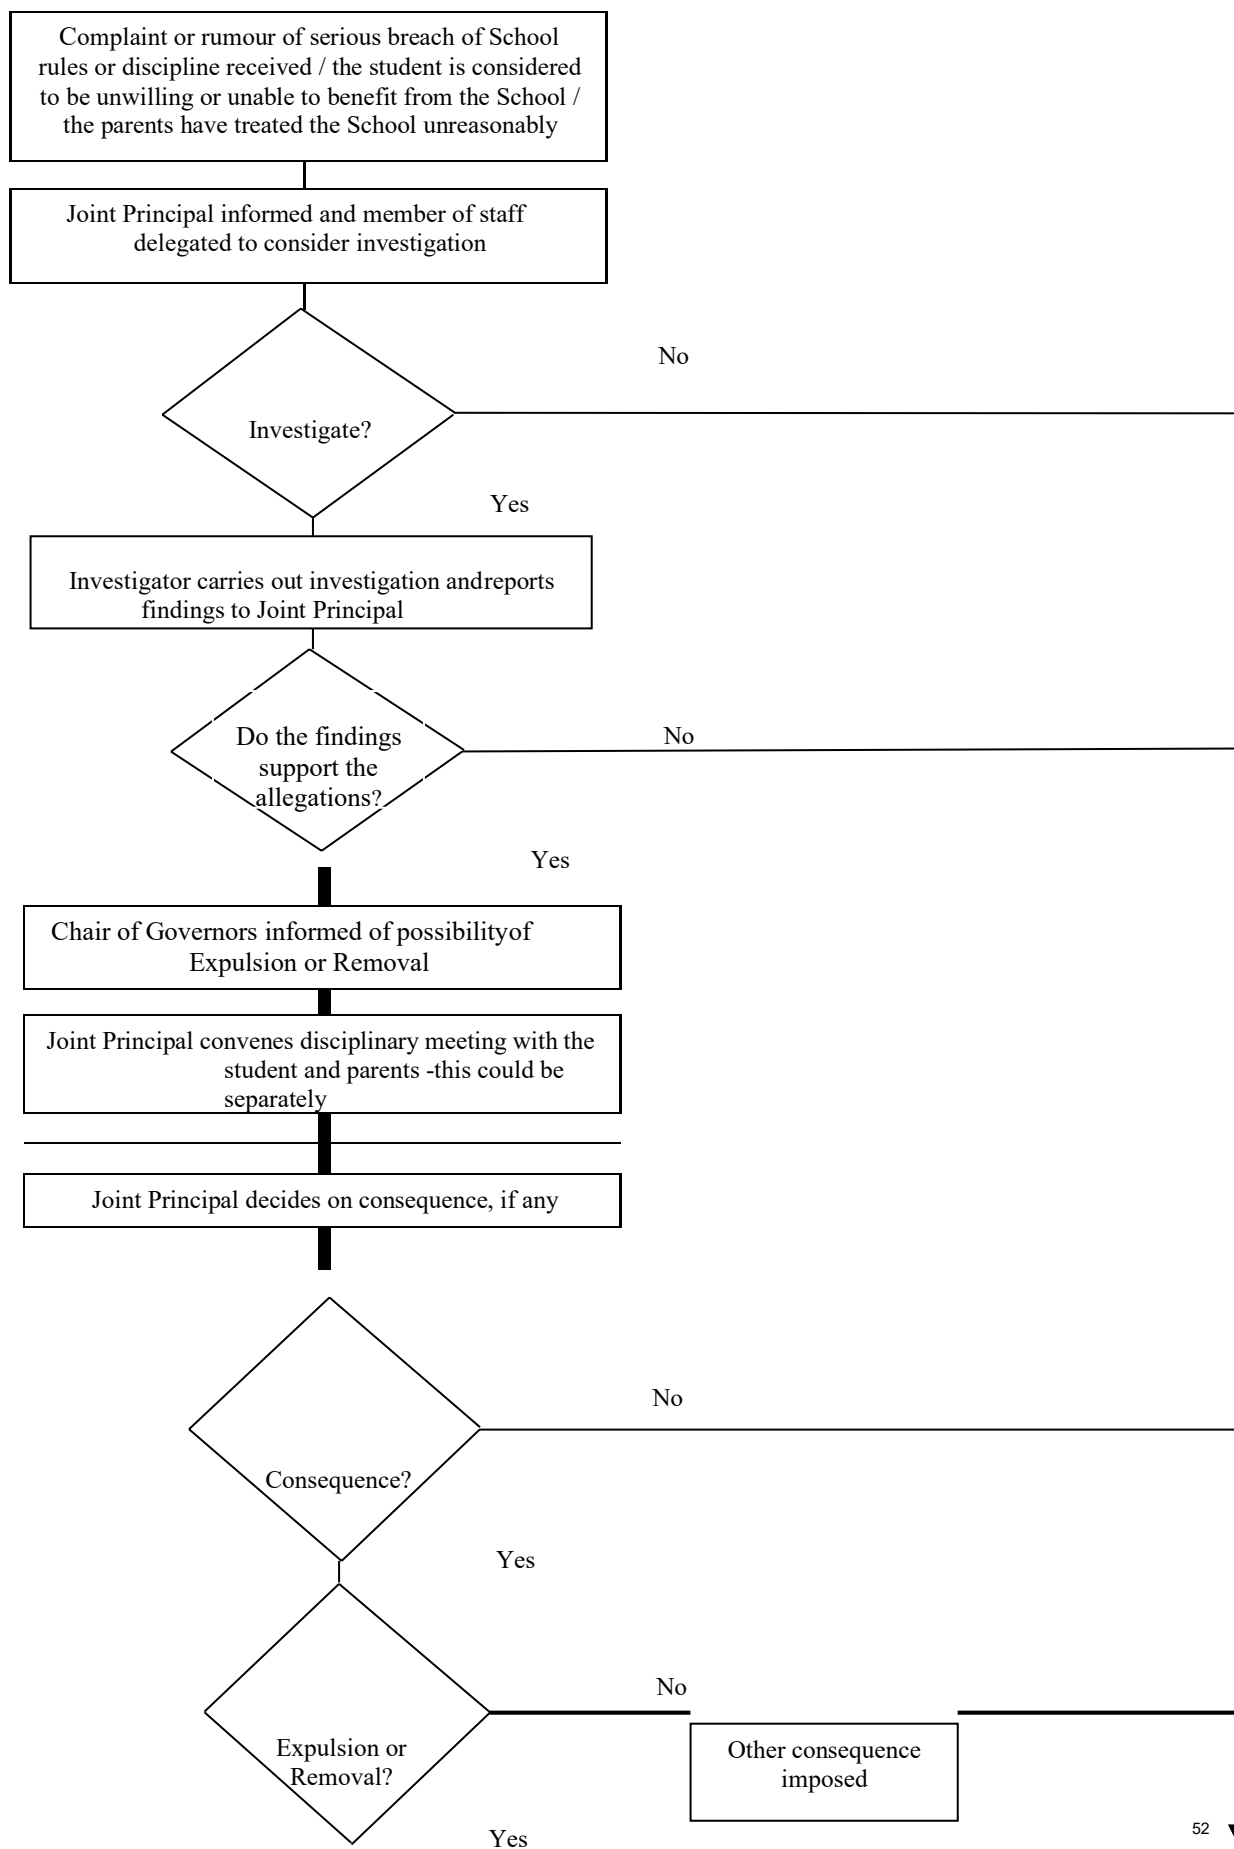 Complaint or rumour of serious breach of School
rules or discipline received / the student is considered
to be unwilling or unable to benefit from the School /
the parents have treated the School unreasonably
Joint Principal informed and member of staff
delegated to consider investigation
No
Investigate?
Yes
Investigator carries out investigation andreports
findings to Joint Principal
No
Do the findings
support the
allegations?
Yes
Chair of Governors informed of possibilityof
Expulsion or Removal
Joint Principal convenes disciplinary meeting with the
student and parents -this could be
separately
Joint Principal decides on consequence, if any
No
Consequence?
Yes
No
Expulsion or
Removal?
Other consequence
imposed
Yes
52